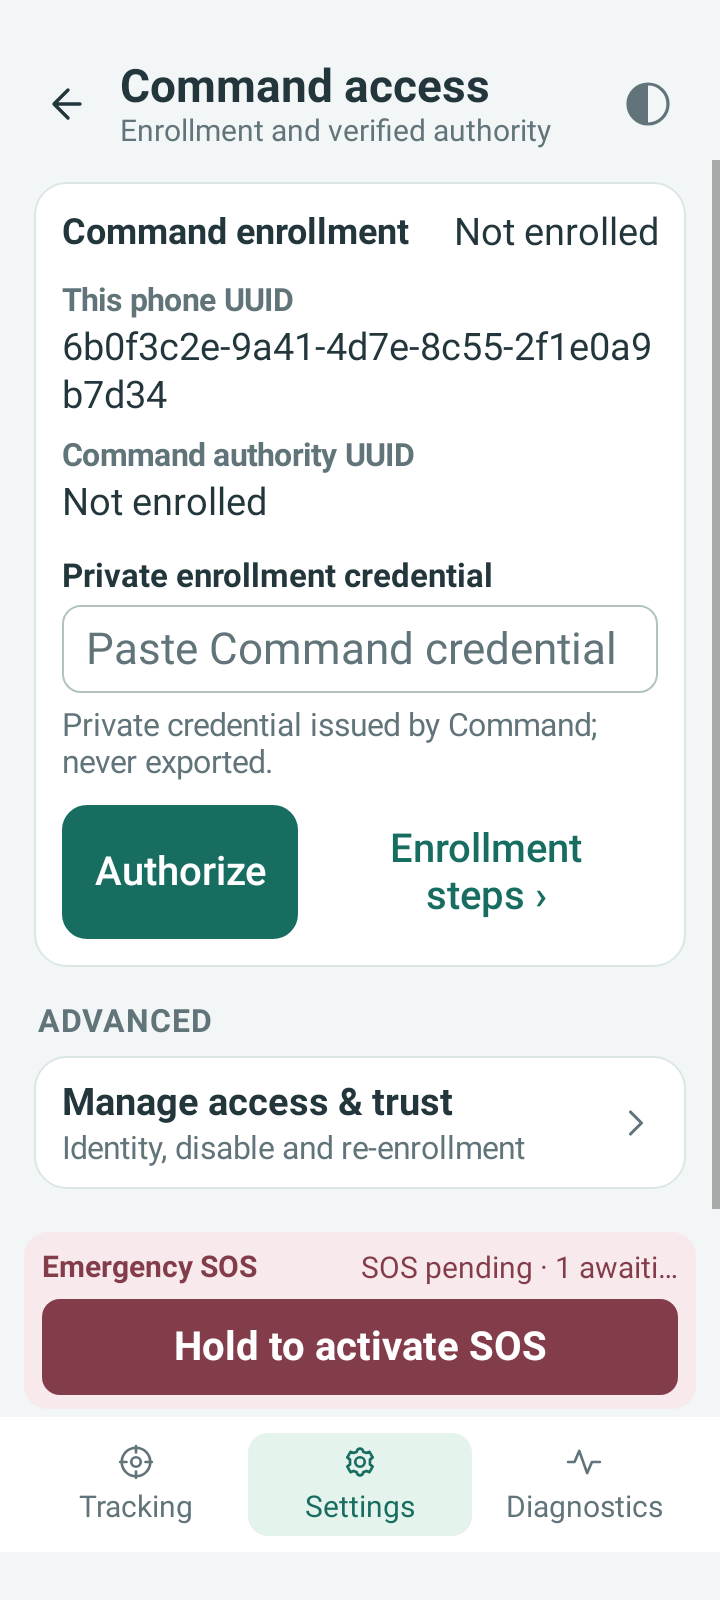 Command access
Enrollment and verified authority
Command enrollment Not enrolled
This phone UUID
6b0f3c2e-9a41-4d7e-8c55-2f1e0a9
b7d34
Command authority UUID
Not enrolled
Private enrollment credential
Paste Command credential
Private credential issued by Command;
never exported.
Authorize
Enrollment
steps ›
ADVANCED
Manage access & trust
Identity, disable and re-enrollment
Emergency SOS SOS pending · 1 awaiti…
Hold to activate SOS
Tracking Settings Diagnostics